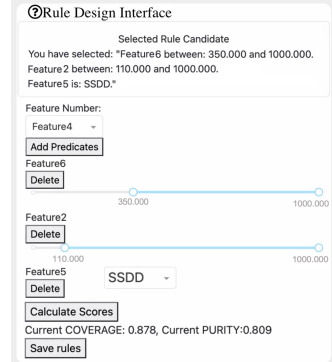 ?Rule Design Interface
Selected Rule Candidate
You have selected: "Feature6 between: 350.000 and 1000.000.
Feature2 between: 110.000 and 1000.000.
Feature5 is: SSDD."
Feature Number:
Feature4
Add Predicates
Feature6
Delete
350.000 1000.000
Feature2
Delete
110.000 1000.000
Feature5 SSDD
Delete
Calculate Scores
Current COVERAGE: 0.878, Current PURITY:0.809
Save rules